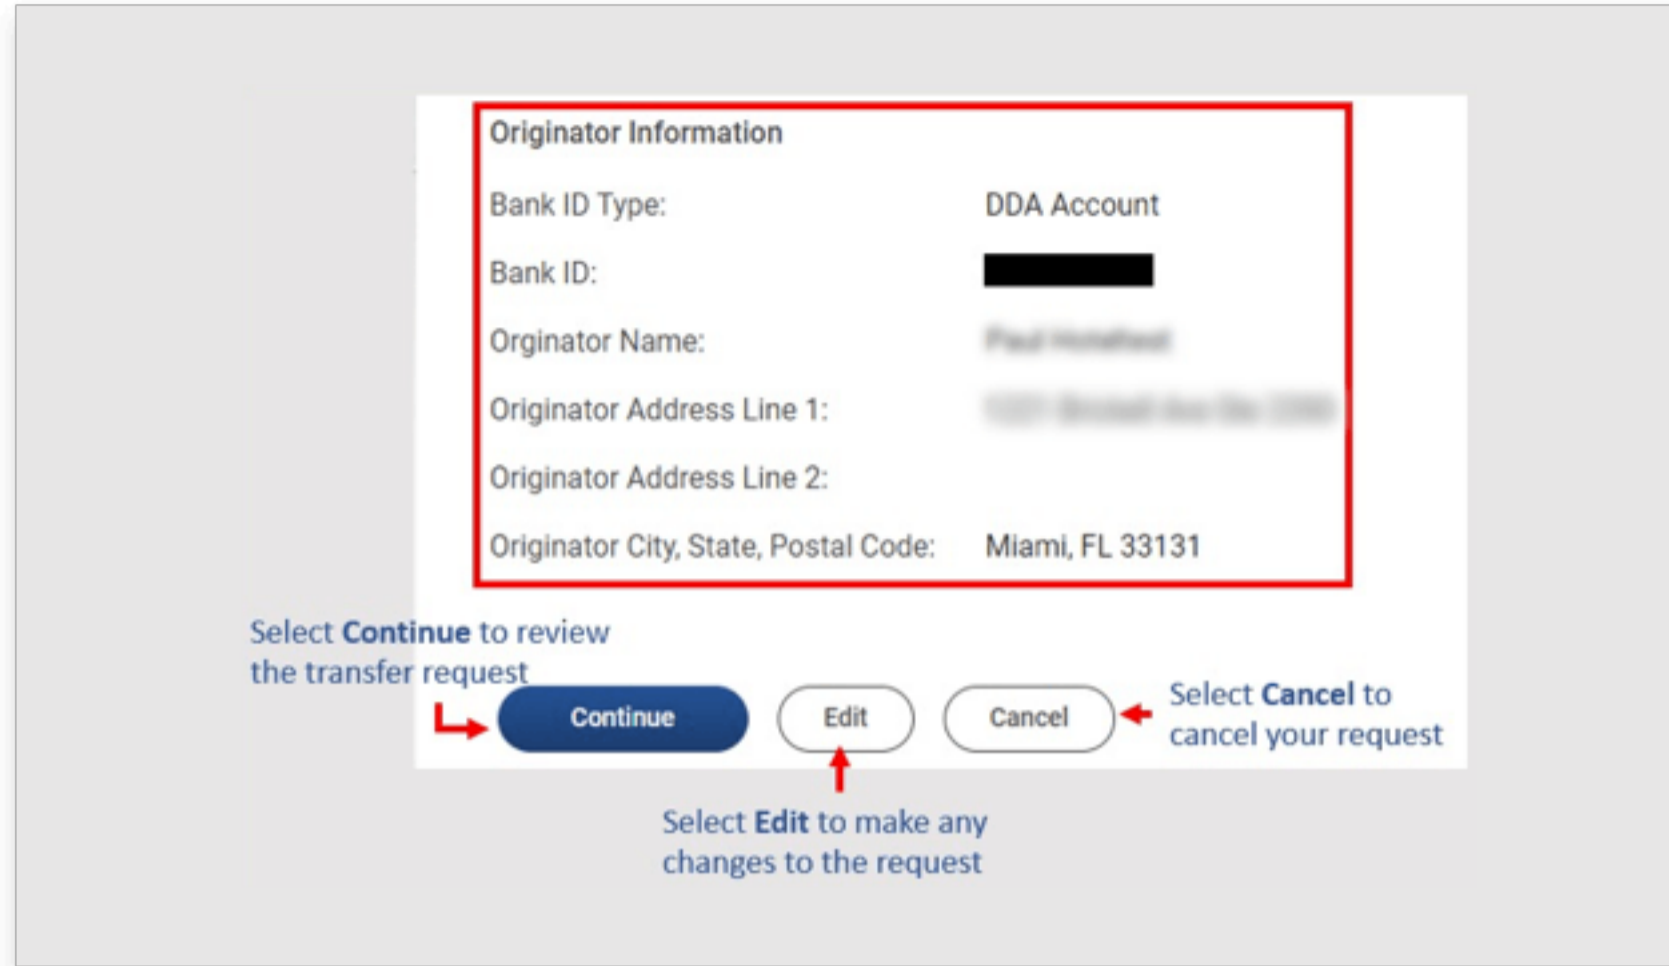 Originator Information
Bank ID Type: DDA Account
Bank ID:
Orginator Name:
Originator Address Line 1:
Originator Address Line 2:
Originator City, State, Postal Code: Miami, FL 33131
Select Continue to review
the transfer request
Continue
Edit
Cancel
Select Cancel to
cancel your request
Select Edit to make any
changes to the request